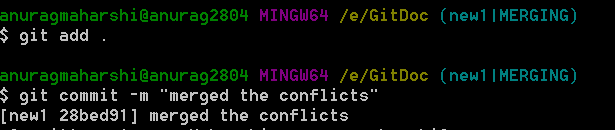 anuragmaharshi@anurag2804 MINGW64 /e/GitDoc (new1|MERGING)
$ git add .
anuragmaharshi@anurag2804 MINGW64 /e/GitDoc (new1|MERGING)
$ git commit -m "merged the conflicts"
[new1 28bed91] merged the conflicts